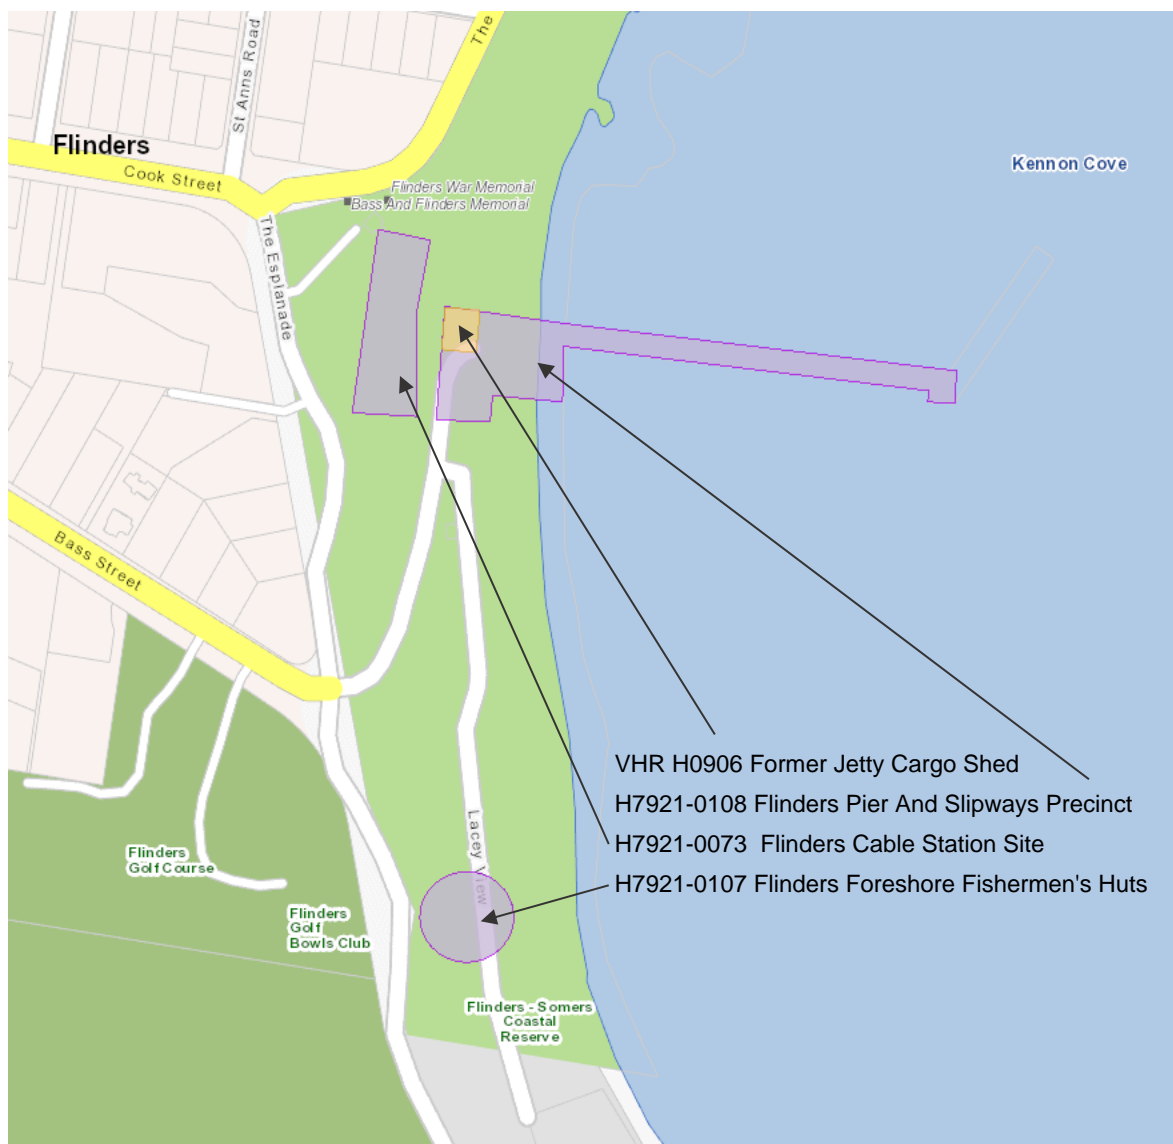 The
St Anns Road
Flinders
Cook Street
Kennon Cove
Flinders War Memorial
Bass And Flinders Memorial
The Esplanade
Bass Street
VHR H0906 Former Jetty Cargo Shed
H7921-0108 Flinders Pier And Slipways Precinct
H7921-0073  Flinders Cable Station Site
H7921-0107 Flinders Foreshore Fishermen's Huts
Lacey View
Flinders
Golf Course
Flinders
Golf
Bowls Club
Flinders - Somers
Coastal
Reserve